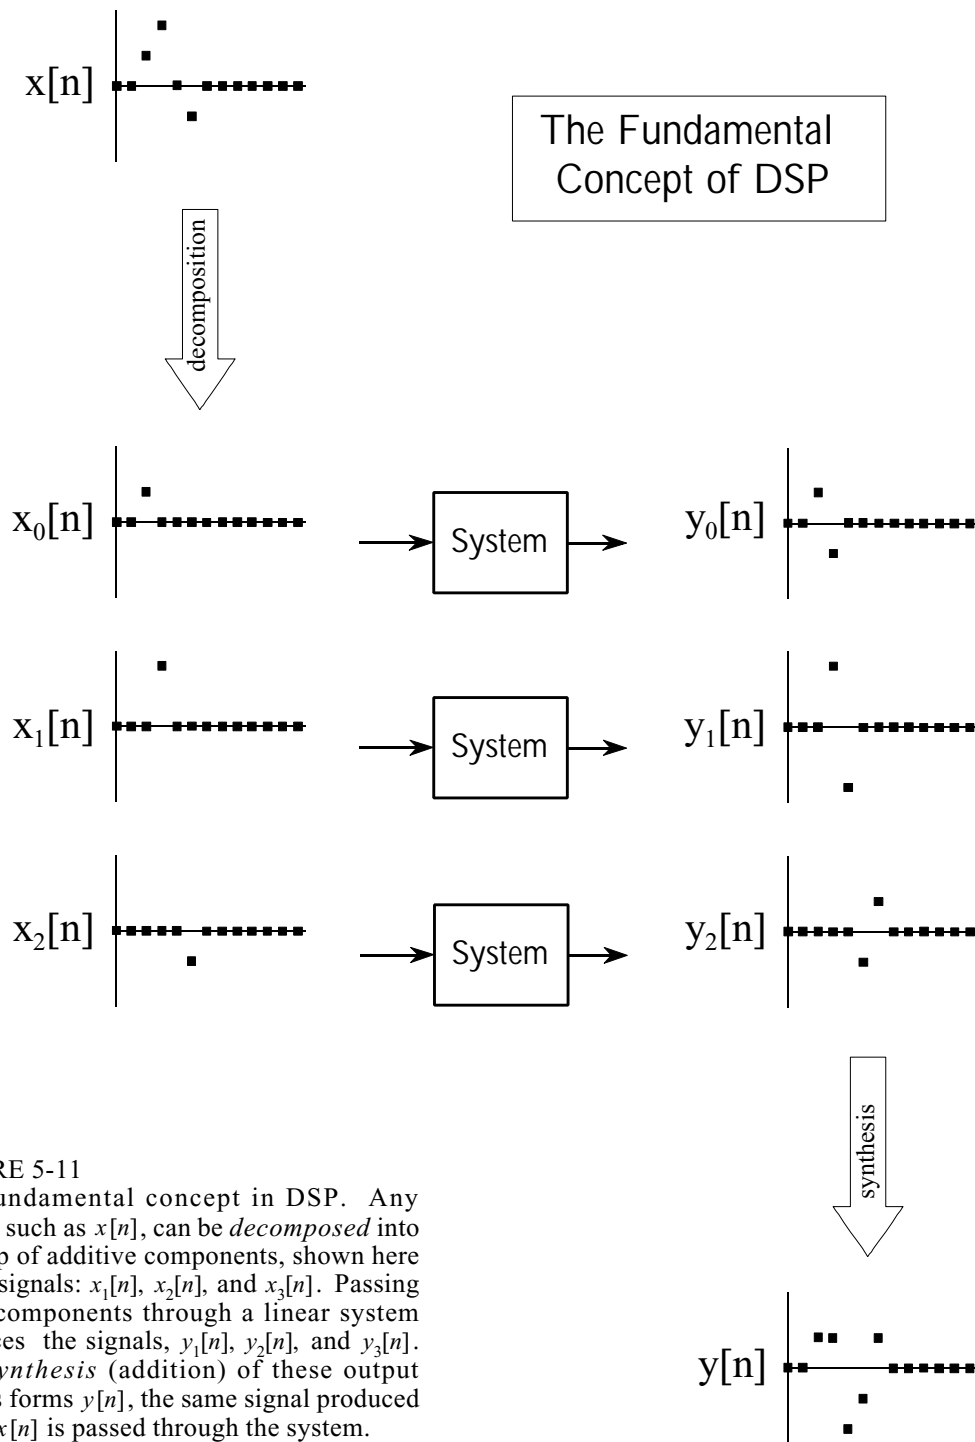 x[n]
The Fundamental
Concept of DSP
decomposition
x₀[n]
System
y₀[n]
x₁[n]
System
y₁[n]
x₂[n]
System
y₂[n]
synthesis
RE 5-11
undamental concept in DSP. Any
such as x[n], can be decomposed into
p of additive components, shown here
signals: x₁[n], x₂[n], and x₃[n]. Passing
components through a linear system
es the signals, y₁[n], y₂[n], and y₃[n].
ynthesis (addition) of these output
s forms y[n], the same signal produced
x[n] is passed through the system.
y[n]